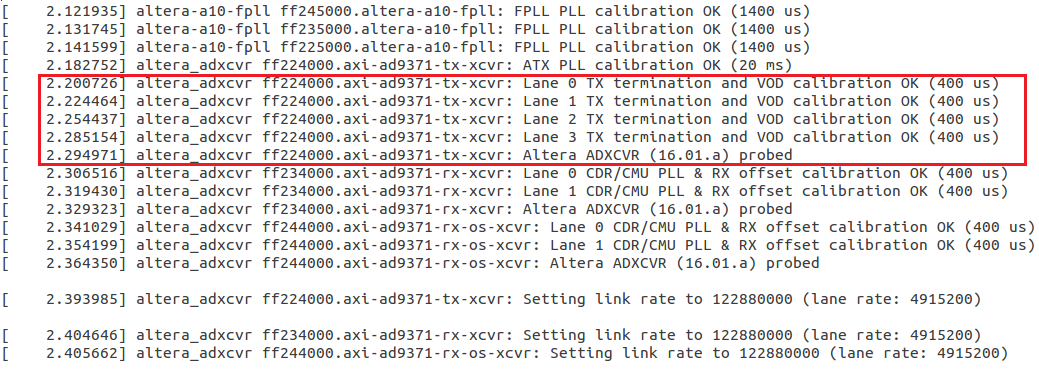 [    2.121935] altera-a10-fpll ff245000.altera-a10-fpll: FPLL PLL calibration OK (1400 us)
[    2.131745] altera-a10-fpll ff235000.altera-a10-fpll: FPLL PLL calibration OK (1400 us)
[    2.141599] altera-a10-fpll ff225000.altera-a10-fpll: FPLL PLL calibration OK (1400 us)
[    2.182752] altera_adxcvr ff224000.axi-ad9371-tx-xcvr: ATX PLL calibration OK (20 ms)
[    2.200726] altera_adxcvr ff224000.axi-ad9371-tx-xcvr: Lane 0 TX termination and VOD calibration OK (400 us)
[    2.224464] altera_adxcvr ff224000.axi-ad9371-tx-xcvr: Lane 1 TX termination and VOD calibration OK (400 us)
[    2.254437] altera_adxcvr ff224000.axi-ad9371-tx-xcvr: Lane 2 TX termination and VOD calibration OK (400 us)
[    2.285154] altera_adxcvr ff224000.axi-ad9371-tx-xcvr: Lane 3 TX termination and VOD calibration OK (400 us)
[    2.294971] altera_adxcvr ff224000.axi-ad9371-tx-xcvr: Altera ADXCVR (16.01.a) probed
[    2.306516] altera_adxcvr ff234000.axi-ad9371-rx-xcvr: Lane 0 CDR/CMU PLL & RX offset calibration OK (400 us)
[    2.319430] altera_adxcvr ff234000.axi-ad9371-rx-xcvr: Lane 1 CDR/CMU PLL & RX offset calibration OK (400 us)
[    2.329323] altera_adxcvr ff234000.axi-ad9371-rx-xcvr: Altera ADXCVR (16.01.a) probed
[    2.341029] altera_adxcvr ff244000.axi-ad9371-rx-os-xcvr: Lane 0 CDR/CMU PLL & RX offset calibration OK (400 us)
[    2.354199] altera_adxcvr ff244000.axi-ad9371-rx-os-xcvr: Lane 1 CDR/CMU PLL & RX offset calibration OK (400 us)
[    2.364350] altera_adxcvr ff244000.axi-ad9371-rx-os-xcvr: Altera ADXCVR (16.01.a) probed
[    2.393985] altera_adxcvr ff224000.axi-ad9371-tx-xcvr: Setting link rate to 122880000 (lane rate: 4915200)
[    2.404646] altera_adxcvr ff234000.axi-ad9371-rx-xcvr: Setting link rate to 122880000 (lane rate: 4915200)
[    2.405662] altera_adxcvr ff244000.axi-ad9371-rx-os-xcvr: Setting link rate to 122880000 (lane rate: 4915200)